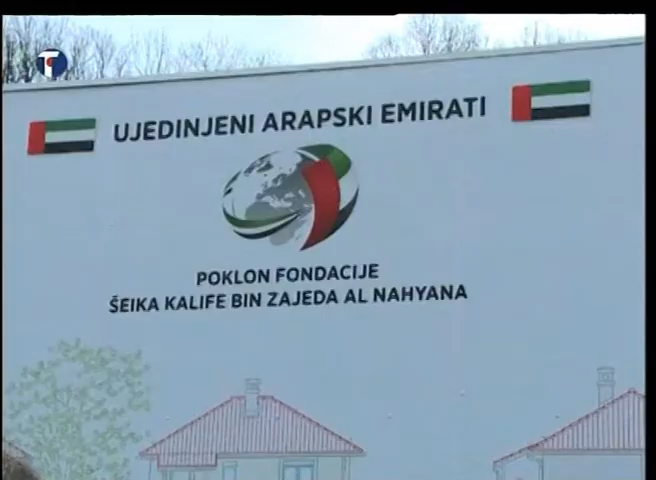 UJEDINJENI ARAPSKI EMIRATI
POKLON FONDACIJE
ŠEIKA KALIFE BIN ZAJEDA AL NAHYANA